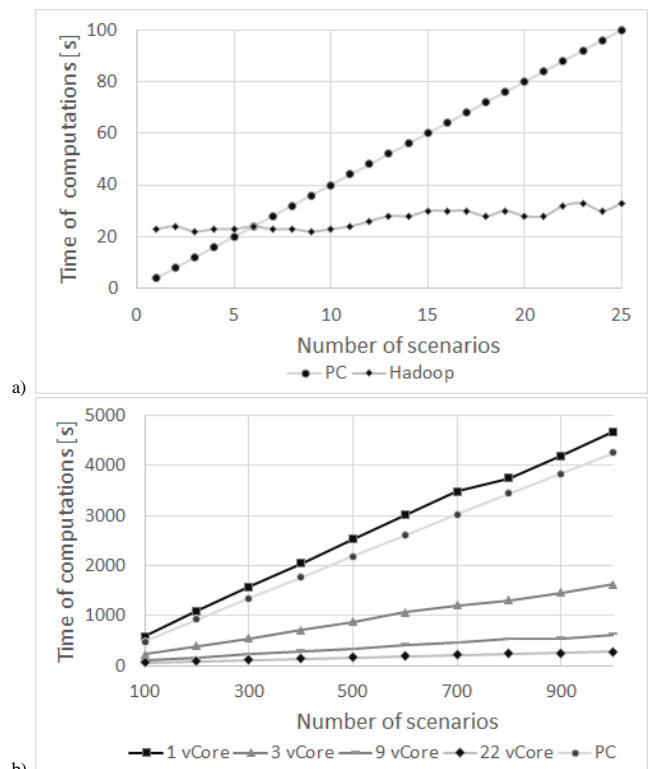 100
80
60
40
20
0
Time of computations [s]
0 5 10 15 20 25
Number of scenarios
PC Hadoop
a)
5000
4000
3000
2000
1000
0
Time of computations [s]
100 300 500 700 900
Number of scenarios
1 vCore 3 vCore 9 vCore 22 vCore PC
b)